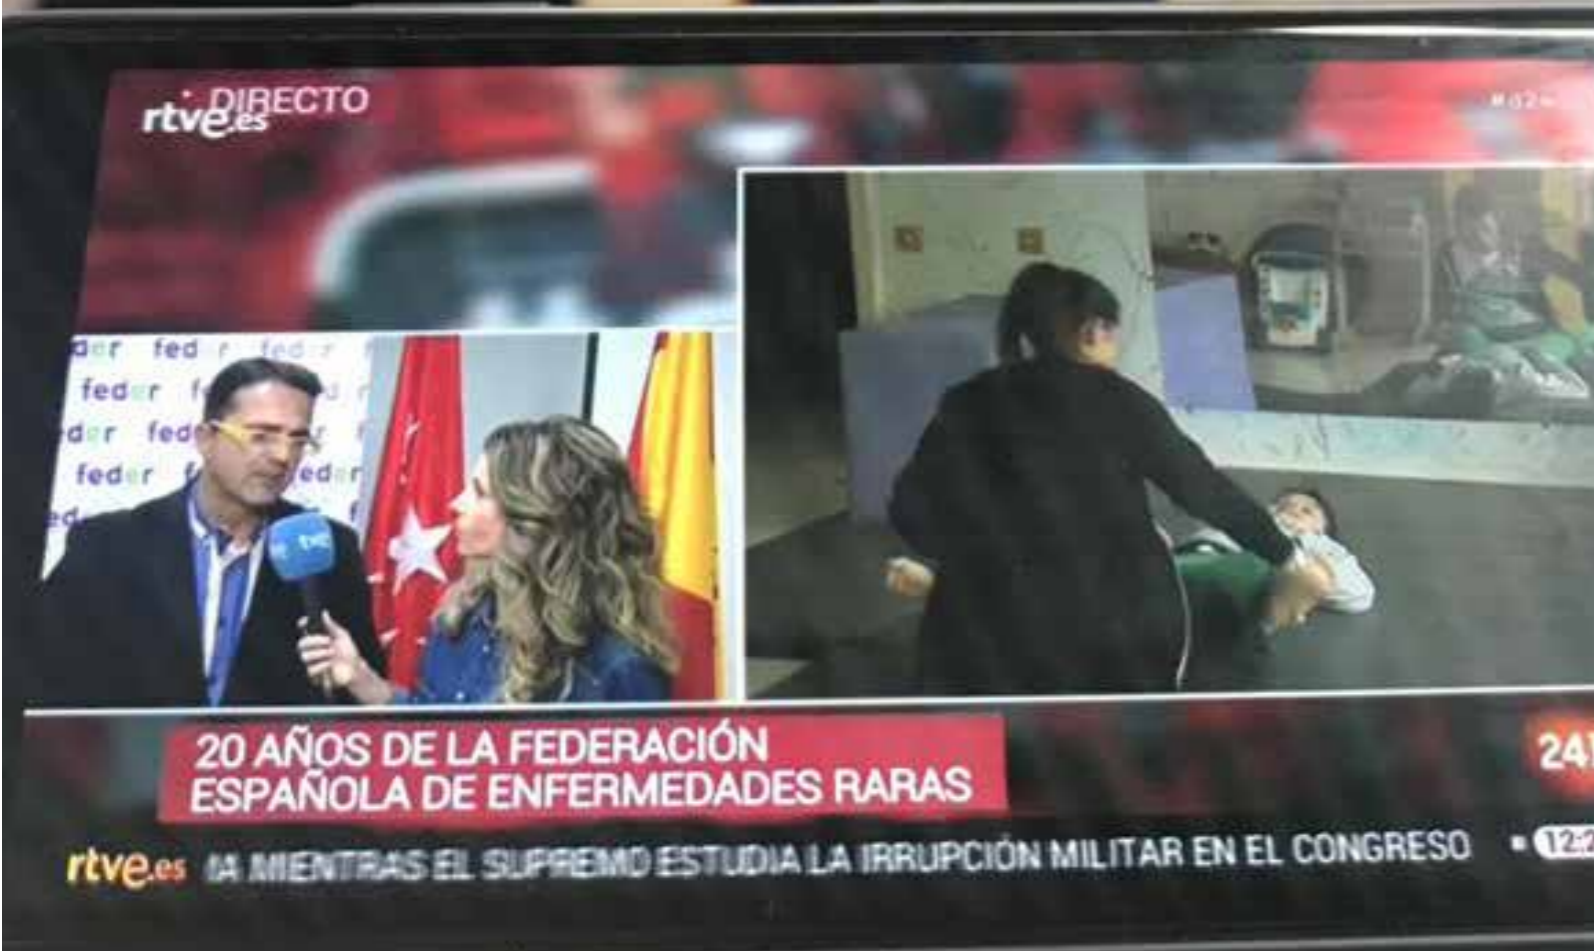 DIRECTO
rtve.es
feder
feder
feder
tve
20 AÑOS DE LA FEDERACIÓN
ESPAÑOLA DE ENFERMEDADES RARAS
rtve.es MIENTRAS EL SUPREMO ESTUDIA LA IRRUPCIÓN MILITAR EN EL CONGRESO